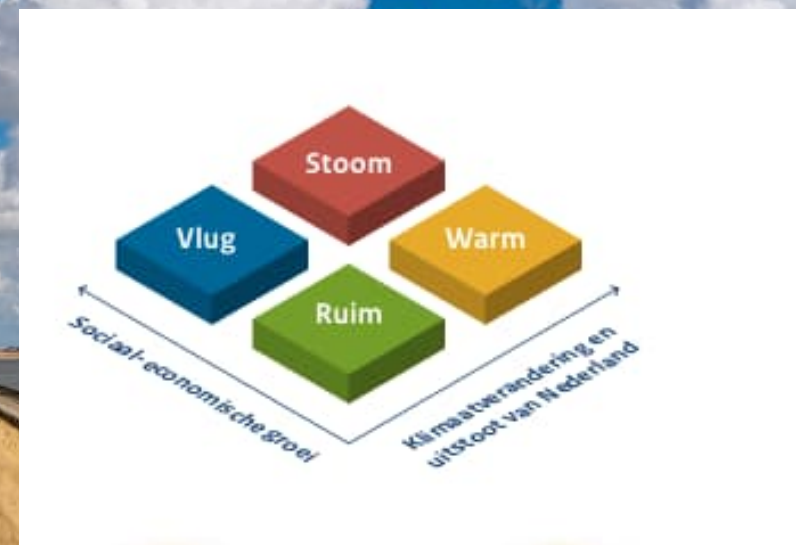 Stoom
Vlug
Warm
Ruim
Sociaal-economische groei
Klimaatverandering en
uitstoot van Nederland